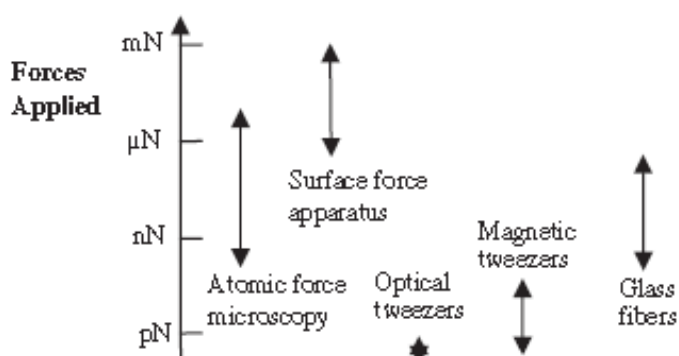 mN
Forces
Applied
μN
Surface force
apparatus
nN
Magnetic
tweezers
Atomic force
microscopy
Optical
tweezers
Glass
fibers
pN